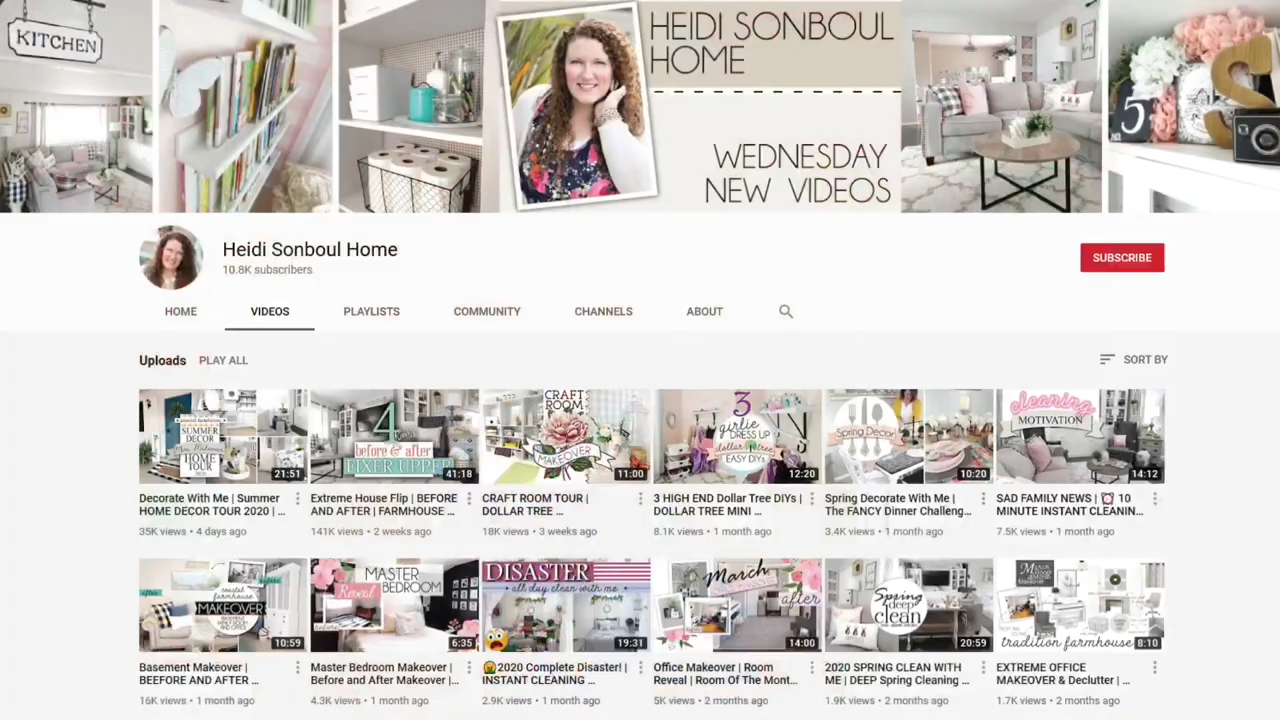 KITCHEN
HEIDI SONBOUL
HOME
WEDNESDAY
NEW VIDEOS
5
S
Heidi Sonboul Home
10.8K subscribers
SUBSCRIBE
HOME VIDEOS PLAYLISTS COMMUNITY CHANNELS ABOUT
Uploads PLAY ALL SORT BY
SUMMER
DECOR
HOME
TOUR
21:51
4
before & after
FIXER UPPER
41:18
CRAFT
ROOM
MAKEOVER
11:00
3
girlie
DRESS UP
dollar tree
EASY DIYs
12:20
Spring Decor
10:20
cleaning
MOTIVATION
14:12
Decorate With Me | Summer
HOME DECOR TOUR 2020 | ...
35K views • 4 days ago
Extreme House Flip | BEFORE
AND AFTER | FARMHOUSE ...
141K views • 2 weeks ago
CRAFT ROOM TOUR |
DOLLAR TREE ...
18K views • 3 weeks ago
3 HIGH END Dollar Tree DIYs |
DOLLAR TREE MINI ...
8.1K views • 1 month ago
Spring Decorate With Me |
The FANCY Dinner Challeng...
3.4K views • 1 month ago
SAD FAMILY NEWS | ⏰ 10
MINUTE INSTANT CLEANIN...
7.5K views • 1 month ago
after
before
coastal
farmhouse
MAKEOVER
10:59
MASTER
BEDROOM
Reveal
before
6:35
DISASTER
• all day clean with me •
19:31
March
after
14:00
Spring
deep
clean
20:59
tradition farmhouse
8:10
Basement Makeover |
BEEFORE AND AFTER ...
16K views • 1 month ago
Master Bedroom Makeover |
Before and After Makeover |...
4.3K views • 1 month ago
🤮2020 Complete Disaster! |
INSTANT CLEANING ...
2.9K views • 1 month ago
Office Makeover | Room
Reveal | Room Of The Mont...
5K views • 2 months ago
2020 SPRING CLEAN WITH
ME | DEEP Spring Cleaning ...
1.9K views • 2 months ago
EXTREME OFFICE
MAKEOVER & Declutter | ...
1.7K views • 2 months ago